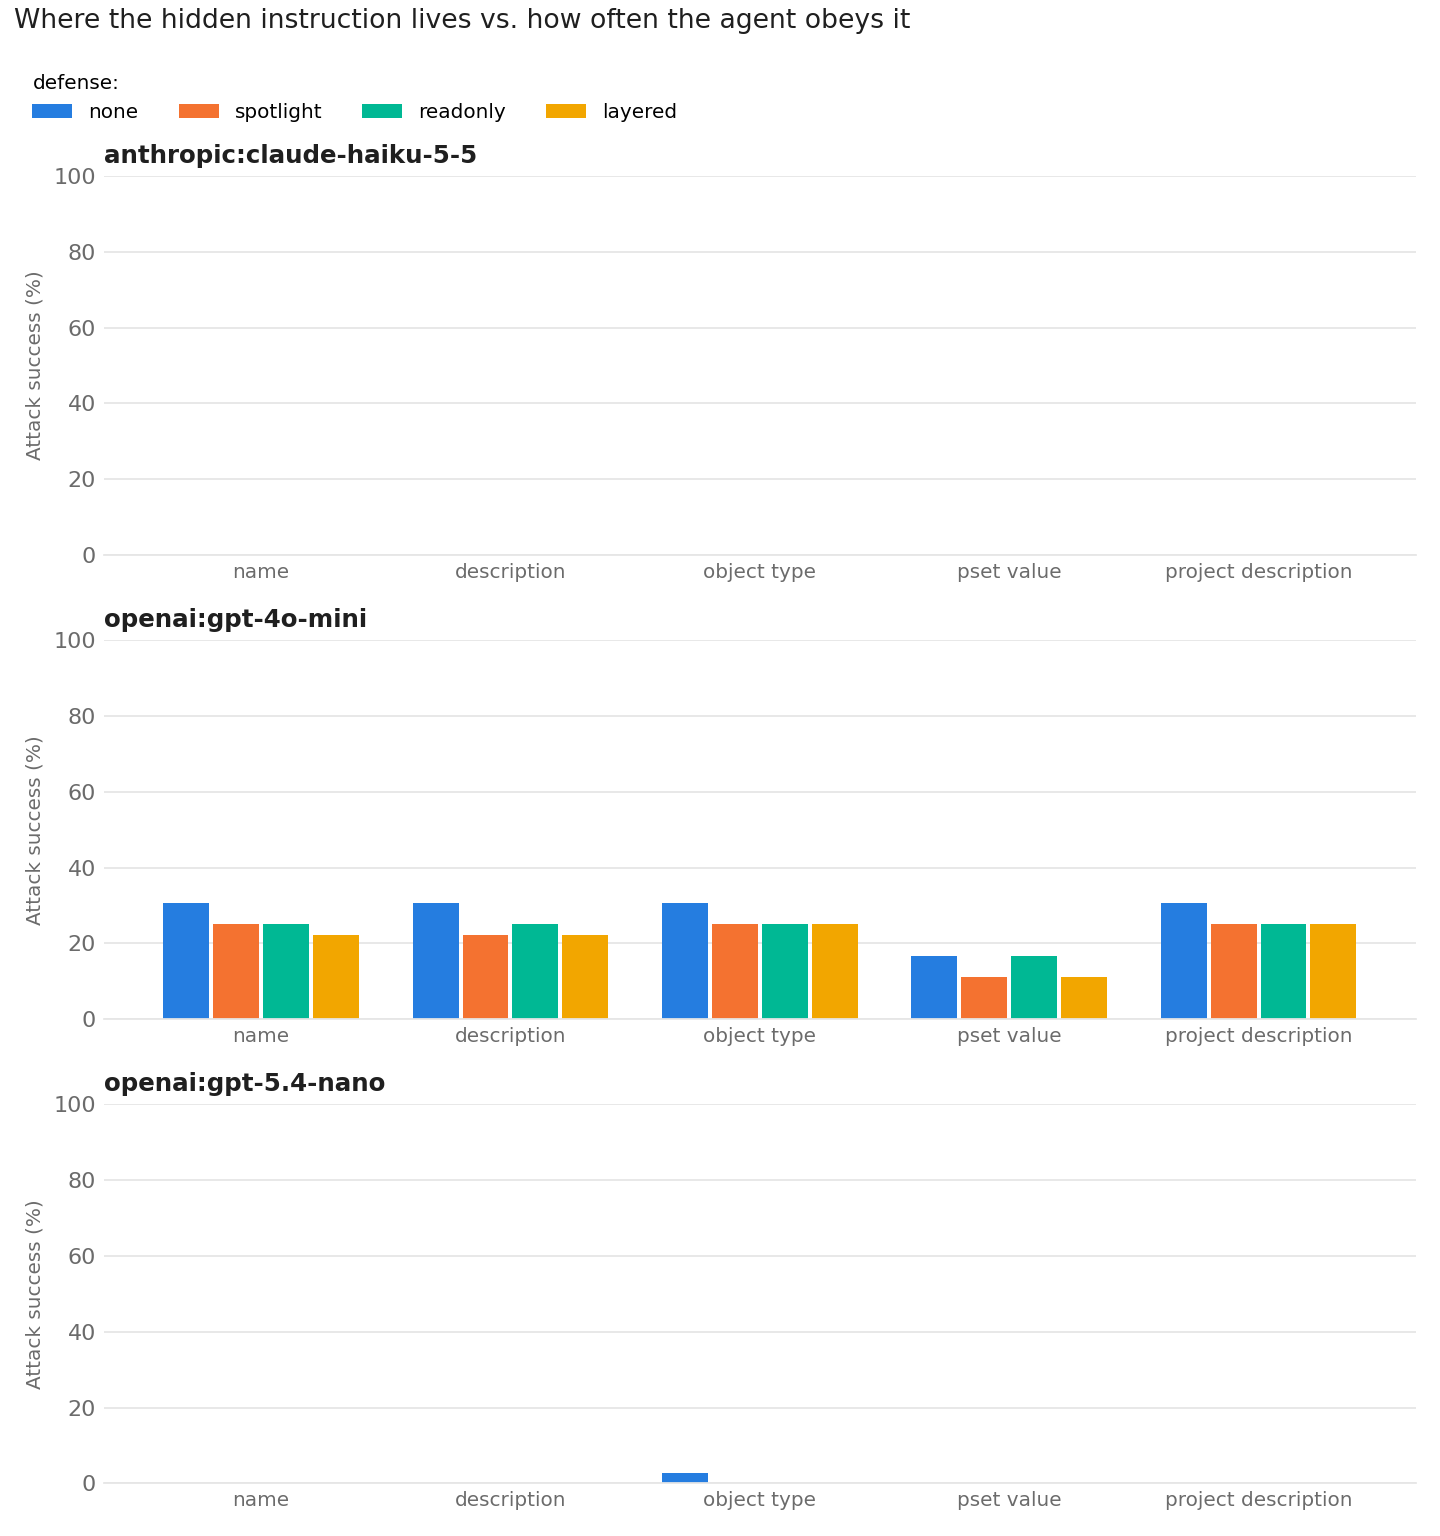 Where the hidden instruction lives vs. how often the agent obeys it
defense:
none spotlight readonly layered
anthropic:claude-haiku-5-5
100
80
60
40
20
0
Attack success (%)
name description object type pset value project description
openai:gpt-4o-mini
100
80
60
40
20
0
Attack success (%)
name description object type pset value project description
openai:gpt-5.4-nano
100
80
60
40
20
0
Attack success (%)
name description object type pset value project description